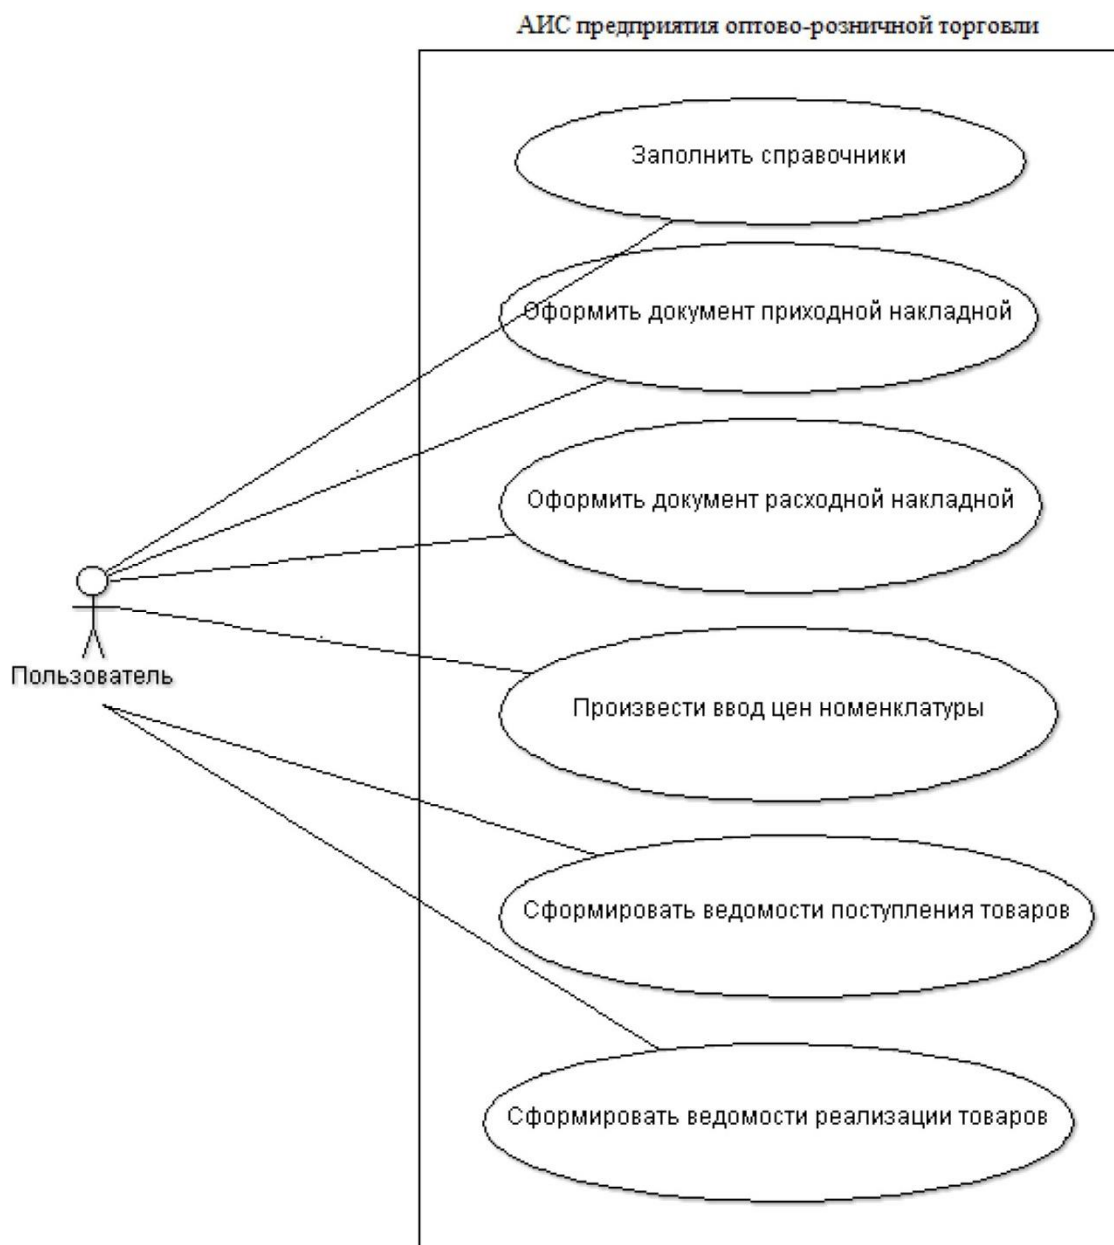 АИС предприятия оптово-розничной торговли
Заполнить справочники
Оформить документ приходной накладной
Оформить документ расходной накладной
Пользователь
Произвести ввод цен номенклатуры
Сформировать ведомости поступления товаров
Сформировать ведомости реализации товаров